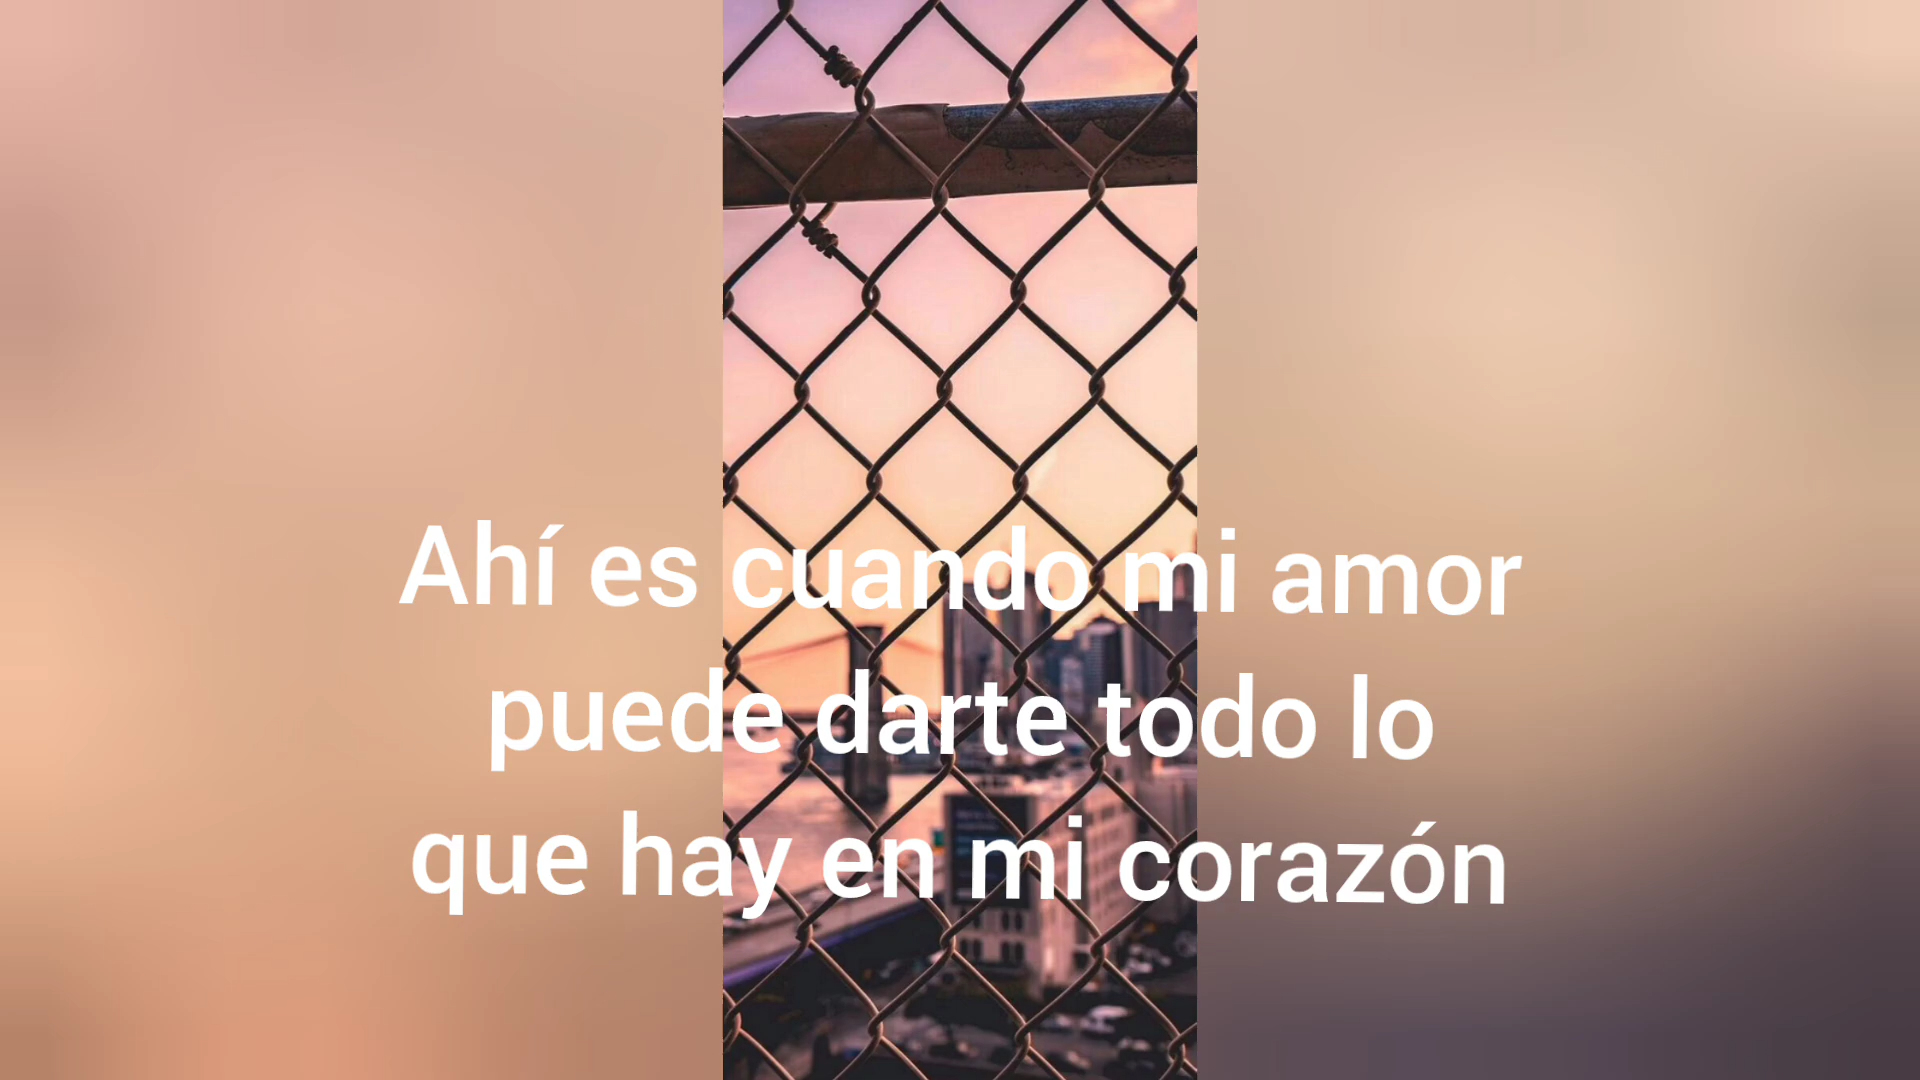 Ahí es cuando mi amor
puede darte todo lo
que hay en mi corazón